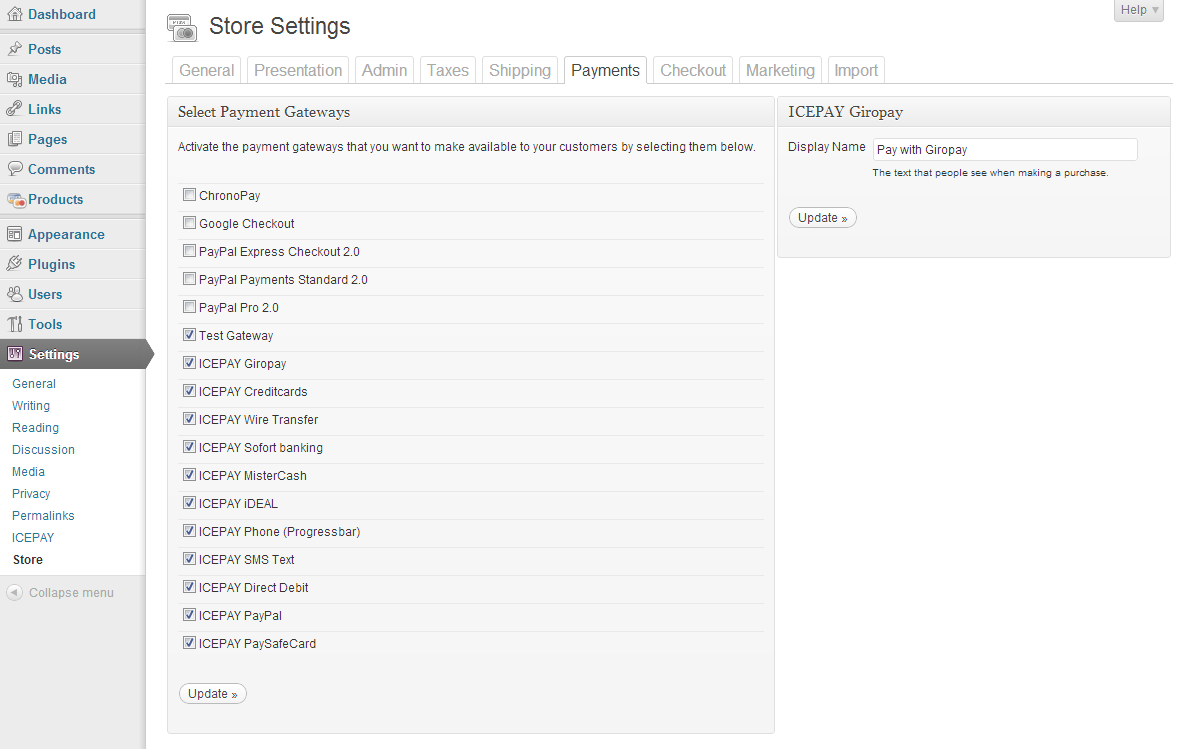 Dashboard
Posts
Media
Links
Pages
Comments
Products
Appearance
Plugins
Users
Tools
Settings
General
Writing
Reading
Discussion
Media
Privacy
Permalinks
ICEPAY
Store
Collapse menu
Help
Store Settings
General Presentation Admin Taxes Shipping Payments Checkout Marketing Import
Select Payment Gateways
Activate the payment gateways that you want to make available to your customers by selecting them below.
ChronoPay
Google Checkout
PayPal Express Checkout 2.0
PayPal Payments Standard 2.0
PayPal Pro 2.0
Test Gateway
ICEPAY Giropay
ICEPAY Creditcards
ICEPAY Wire Transfer
ICEPAY Sofort banking
ICEPAY MisterCash
ICEPAY iDEAL
ICEPAY Phone (Progressbar)
ICEPAY SMS Text
ICEPAY Direct Debit
ICEPAY PayPal
ICEPAY PaySafeCard
Update »
ICEPAY Giropay
Display Name Pay with Giropay
The text that people see when making a purchase.
Update »